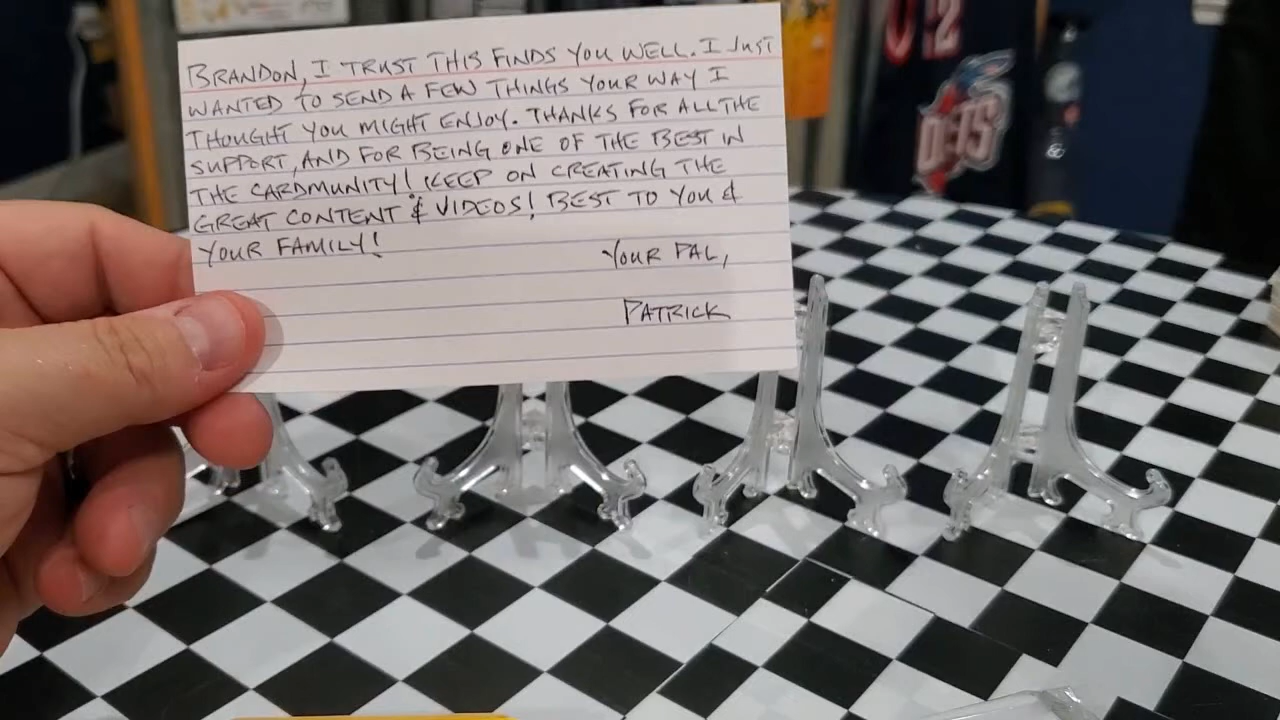 BRANDON, I TRUST THIS FINDS YOU WELL. I JUST
WANTED TO SEND A FEW THINGS YOUR WAY I
THOUGHT YOU MIGHT ENJOY. THANKS FOR ALL THE
SUPPORT, AND FOR BEING ONE OF THE BEST IN
THE CARDMUNITY! KEEP ON CREATING THE
GREAT CONTENT & VIDEOS! BEST TO YOU &
YOUR FAMILY!
YOUR PAL,
PATRICK